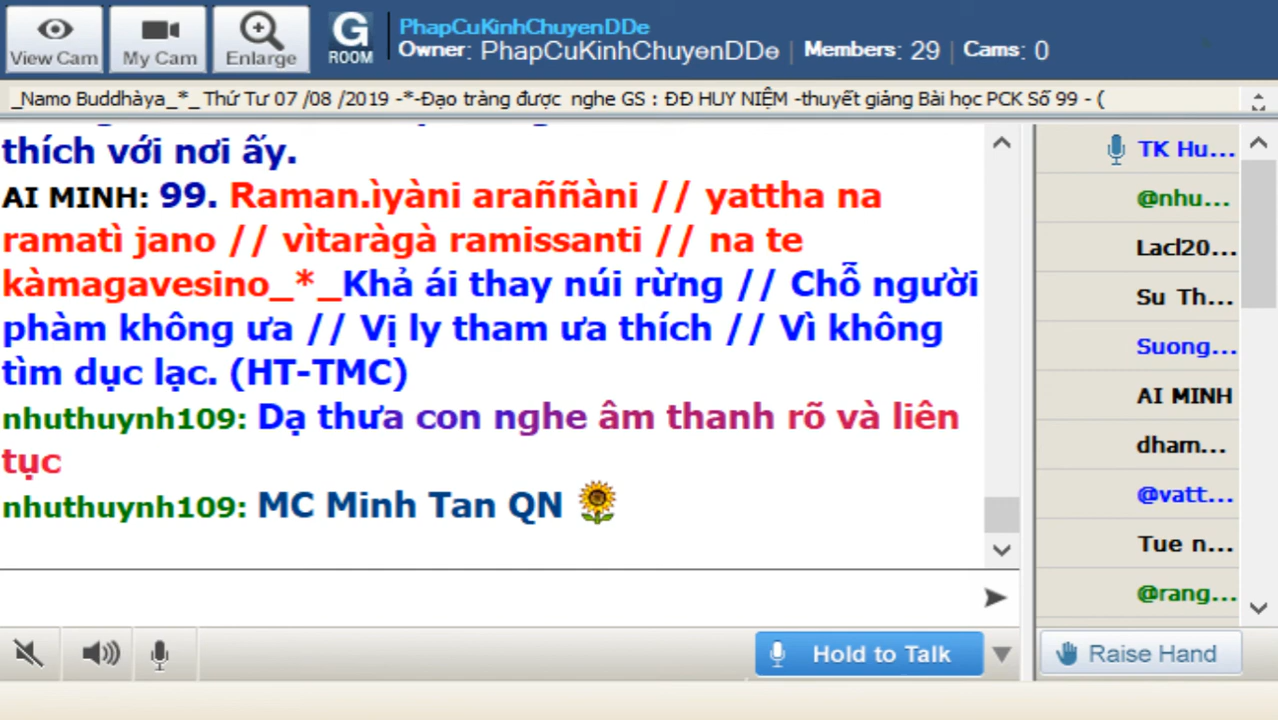 View Cam
My Cam
Enlarge
G
ROOM
PhapCuKinhChuyenDDe
Owner: PhapCuKinhChuyenDDe | Members: 29 | Cams: 0
_Namo Buddhàya_*_ Thứ Tư 07 /08 /2019 -*-Đạo tràng được nghe GS : ĐĐ HUY NIỆM -thuyết giảng Bài học PCK Số 99 - (
thích với nơi ấy.
AI MINH: 99. Raman.ìyàni araññàni // yattha na
ramatì jano // vìtaràgà ramissanti // na te
kàmagavesino_*_Khả ái thay núi rừng // Chỗ người
phàm không ưa // Vị ly tham ưa thích // Vì không
tìm dục lạc. (HT-TMC)
nhuthuynh109: Dạ thưa con nghe âm thanh rõ và liên
tục
nhuthuynh109: MC Minh Tan QN
TK Hu...
@nhu...
Lacl20...
Su Th...
Suong...
AI MINH
dham...
@vatt...
Tue n...
@rang...
Hold to Talk
Raise Hand